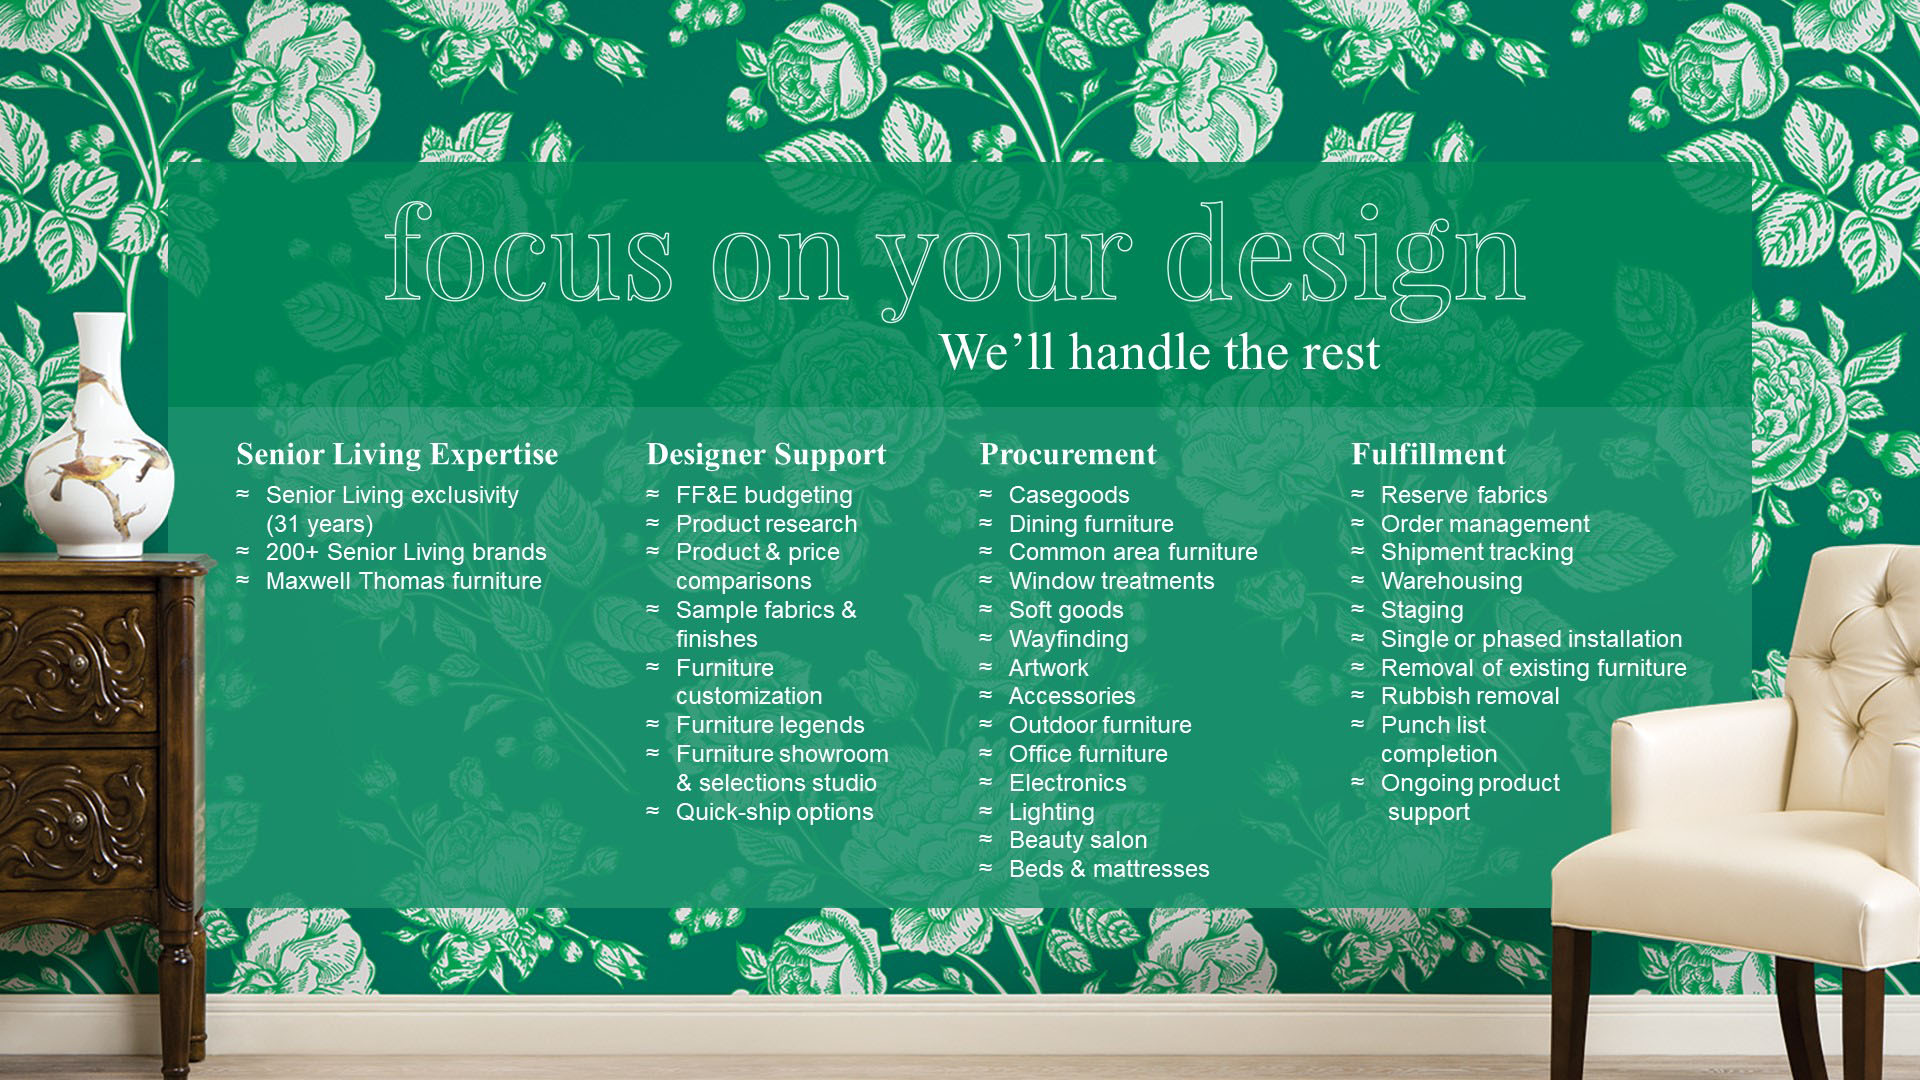 focus on your design
We’ll handle the rest
Senior Living Expertise
≈ Senior Living exclusivity
(31 years)
≈ 200+ Senior Living brands
≈ Maxwell Thomas furniture
Designer Support
≈ FF&E budgeting
≈ Product research
≈ Product & price
comparisons
≈ Sample fabrics &
finishes
≈ Furniture
customization
≈ Furniture legends
≈ Furniture showroom
& selections studio
≈ Quick-ship options
Procurement
≈ Casegoods
≈ Dining furniture
≈ Common area furniture
≈ Window treatments
≈ Soft goods
≈ Wayfinding
≈ Artwork
≈ Accessories
≈ Outdoor furniture
≈ Office furniture
≈ Electronics
≈ Lighting
≈ Beauty salon
≈ Beds & mattresses
Fulfillment
≈ Reserve fabrics
≈ Order management
≈ Shipment tracking
≈ Warehousing
≈ Staging
≈ Single or phased installation
≈ Removal of existing furniture
≈ Rubbish removal
≈ Punch list
completion
≈ Ongoing product
support